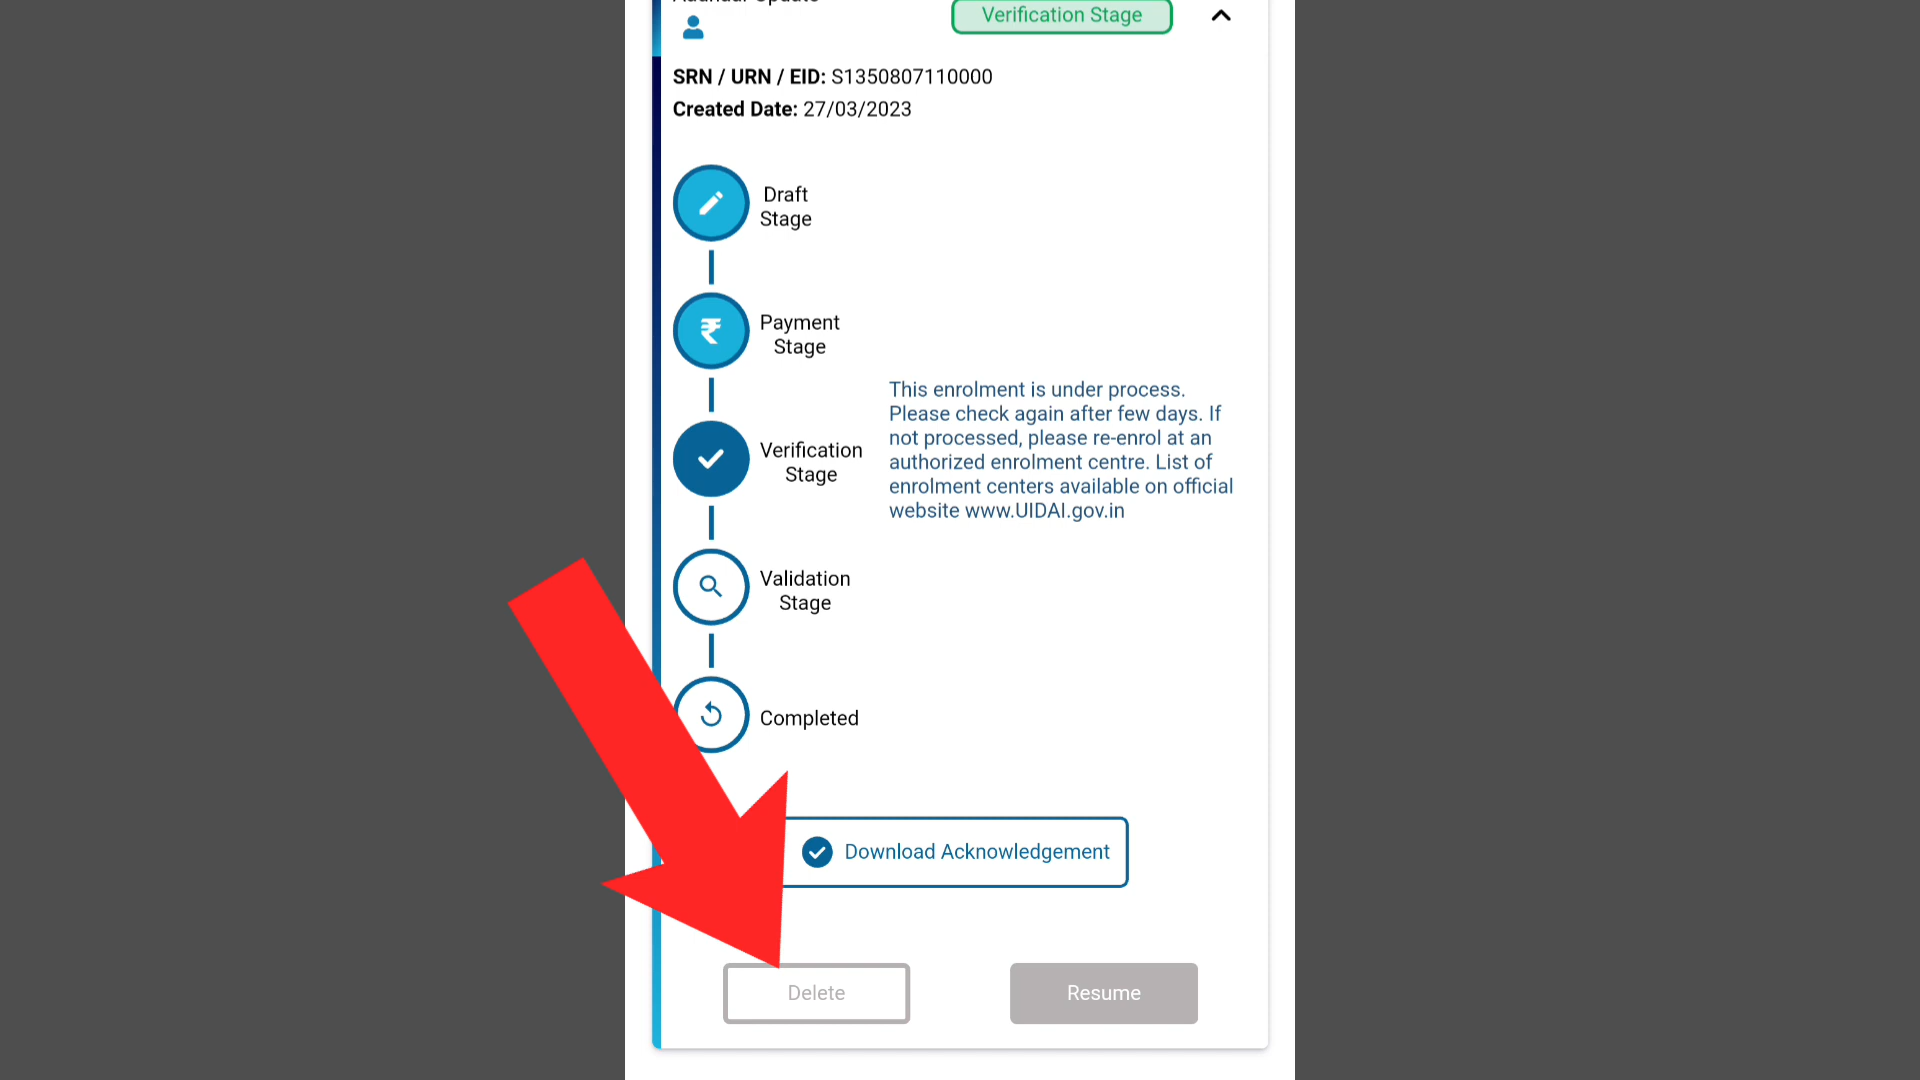 Verification Stage
SRN / URN / EID: S1350807110000
Created Date: 27/03/2023
Draft
Stage
Payment
Stage
This enrolment is under process.
Please check again after few days. If
not processed, please re-enrol at an
authorized enrolment centre. List of
enrolment centers available on official
website www.UIDAI.gov.in
Verification
Stage
Validation
Stage
Completed
Download Acknowledgement
Delete
Resume